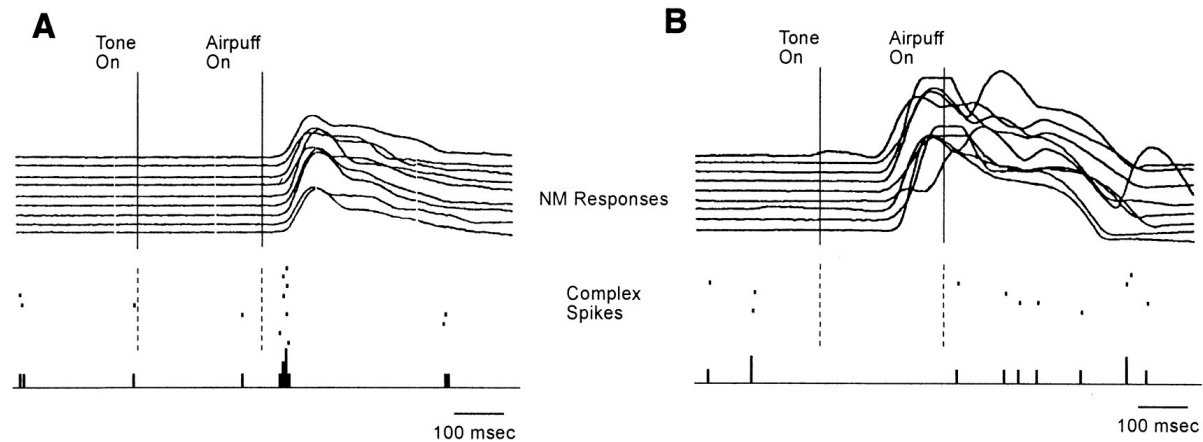 A
Tone
On
Airpuff
On
B
Tone
On
Airpuff
On
NM Responses
Complex
Spikes
100 msec
100 msec